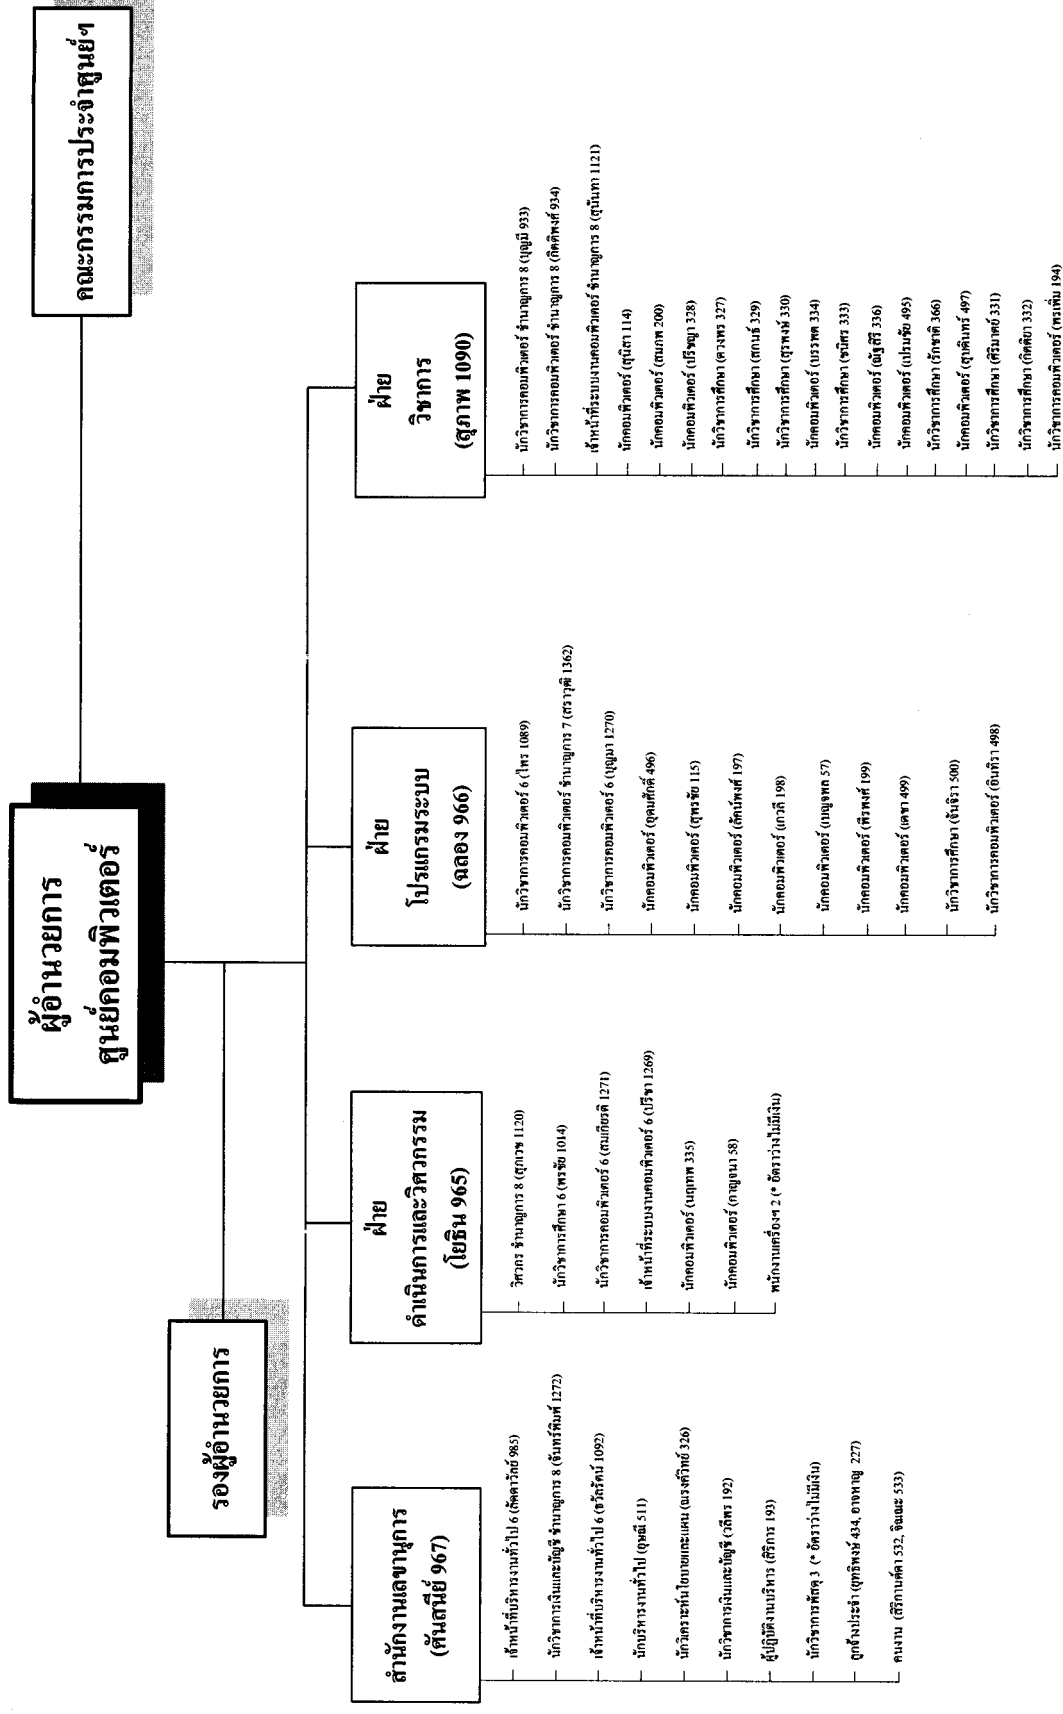 คณะกรรมการประจำศูนย์ฯ
ผู้อำนวยการ
ศูนย์คอมพิวเตอร์
รองผู้อำนวยการ
สำนักงานเลขานุการ
(ศันสนีย์ 967)
เจ้าหน้าที่บริหารงานทั่วไป 6 (ลัดดาวัลย์ 985)
นักวิชาการเงินและบัญชี ชำนาญการ 8 (จันทร์พิมพ์ 1272)
เจ้าหน้าที่บริหารงานทั่วไป 6 (ชวัลรัตน์ 1092)
นักบริหารงานทั่วไป (อุษณี 511)
นักวิเคราะห์นโยบายและแผน (ณรงค์วิทย์ 326)
นักวิชาการเงินและบัญชี (วลีพร 192)
ผู้ปฏิบัติงานบริหาร (สิริการ 193)
นักวิชาการพัสดุ 3 (* อัตราว่างไม่มีเงิน)
ลูกจ้างประจำ (ยุทธิพงษ์ 434, อาจหาญ 227)
คนงาน (สิริกานต์ดา 532, 533)
ฝ่าย
ดำเนินการและวิศวกรรม
(โยธิน 965)
วิศวกร ชำนาญการ 8 (สุภเวช 1120)
นักวิชาการศึกษา 6 (พรชัย 1014)
นักวิชาการคอมพิวเตอร์ 6 (สมเกียรติ 1271)
เจ้าหน้าที่ระบบงานคอมพิวเตอร์ 6 (ปรีชา 1269)
นักคอมพิวเตอร์ (นฤเทพ 335)
นักคอมพิวเตอร์ (กาญจนา 58)
พนักงานเครื่องฯ 2 (* อัตราว่างไม่มีเงิน)
ฝ่าย
โปรแกรมระบบ
(ฉลอง 966)
นักวิชาการคอมพิวเตอร์ 6 (ไพร 1089)
นักวิชาการคอมพิวเตอร์ ชำนาญการ 7 (สราวุฒิ 1362)
นักวิชาการคอมพิวเตอร์ 6 (บุญมา 1270)
นักคอมพิวเตอร์ (อุดมศักดิ์ 496)
นักคอมพิวเตอร์ (สุพรชัย 115)
นักคอมพิวเตอร์ (ลัคน์พงศ์ 197)
นักคอมพิวเตอร์ (เกวลี 198)
นักคอมพิวเตอร์ (เบญจพล 57)
นักคอมพิวเตอร์ (พีรพงศ์ 199)
นักคอมพิวเตอร์ (เดชา 499)
นักวิชาการศึกษา (จันจิรา 500)
นักวิชาการคอมพิวเตอร์ (อินทิรา 498)
ฝ่าย
วิชาการ
(สุภาพ 1090)
นักวิชาการคอมพิวเตอร์ ชำนาญการ 8 (บุญมี 933)
นักวิชาการคอมพิวเตอร์ ชำนาญการ 8 (กิตติพงศ์ 934)
เจ้าหน้าที่ระบบงานคอมพิวเตอร์ ชำนาญการ 8 (สุนันทา 1121)
นักคอมพิวเตอร์ (สุนิสา 114)
นักคอมพิวเตอร์ (สมภพ 200)
นักคอมพิวเตอร์ (ปรัชญา 328)
นักวิชาการศึกษา (ดวงพร 327)
นักวิชาการศึกษา (สกนธ์ 329)
นักวิชาการศึกษา (สุรพงษ์ 330)
นักคอมพิวเตอร์ (บรรพต 334)
นักวิชาการศึกษา (ชนิศร 333)
นักคอมพิวเตอร์ (ณัฐสิรี 336)
นักคอมพิวเตอร์ (เปรมชัย 495)
นักวิชาการศึกษา (รักชาติ 366)
นักคอมพิวเตอร์ (สุบดินทร์ 497)
นักวิชาการศึกษา (ศิริมาตย์ 331)
นักวิชาการศึกษา (กิตติยา 332)
นักวิชาการคอมพิวเตอร์ (พรเพิ่ม 194)